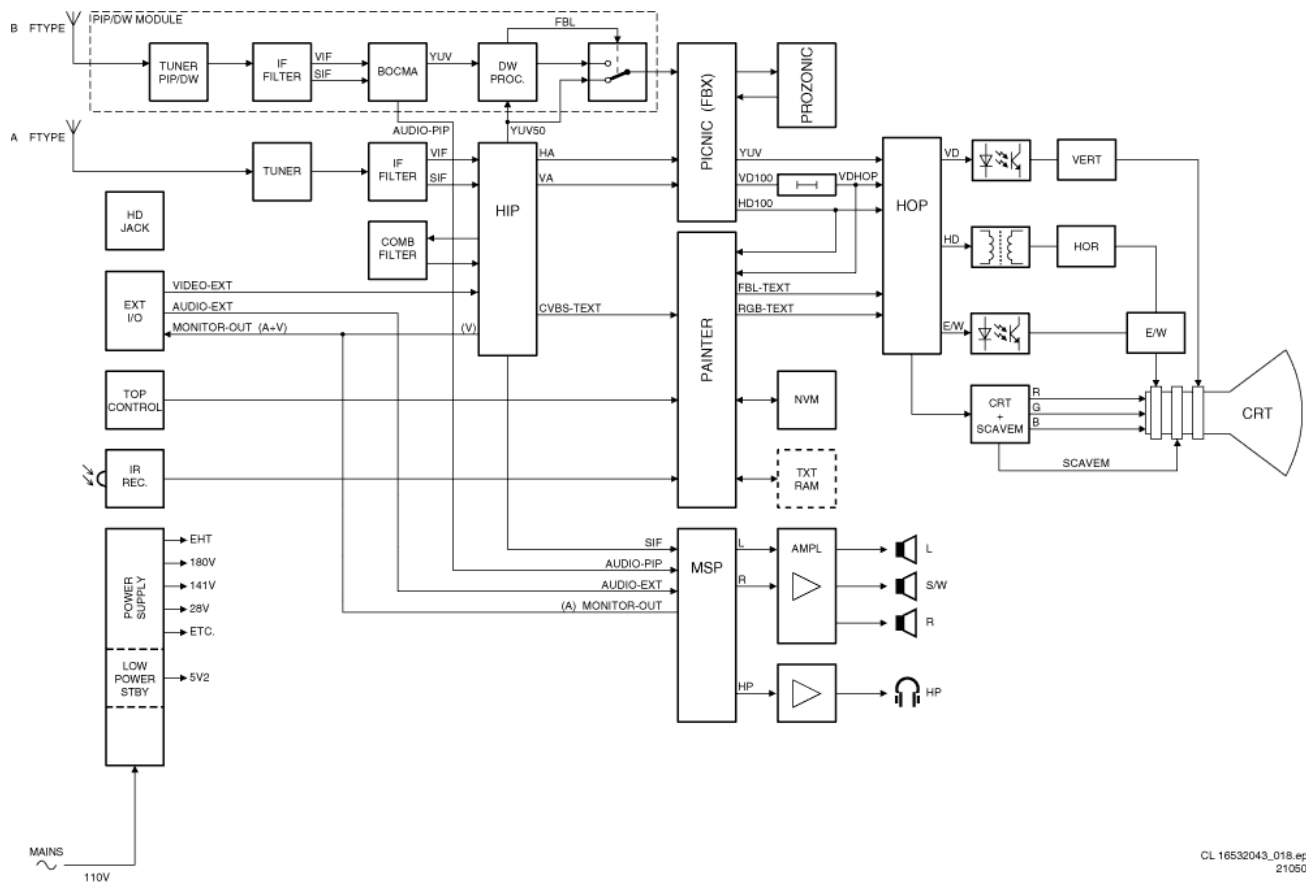 PIP/DW MODULE
FBL
B FTYPE
TUNER
PIP/DW
IF
FILTER
VIF
SIF
BOCMA
YUV
DW
PROC.
PICNIC (FBX)
PROZONIC
AUDIO-PIP
YUV50
A FTYPE
TUNER
IF
FILTER
VIF
SIF
HIP
HA
VA
YUV
VD100
HD100
VDHOP
HOP
VD
VERT
HD
JACK
COMB
FILTER
HD
HOR
EXT
I/O
VIDEO-EXT
AUDIO-EXT
MONITOR-OUT (A+V)
(V)
CVBS-TEXT
PAINTER
FBL-TEXT
RGB-TEXT
E/W
E/W
TOP
CONTROL
NVM
CRT
+
SCAVEM
R
G
B
CRT
SCAVEM
IR
REC.
TXT
RAM
POWER
SUPPLY
EHT
180V
141V
28V
ETC.
LOW
POWER
STBY
5V2
SIF
AUDIO-PIP
AUDIO-EXT
(A) MONITOR-OUT
MSP
L
R
AMPL
L
S/W
R
HP
HP
MAINS
110V
CL 16532043_018.ep
21050